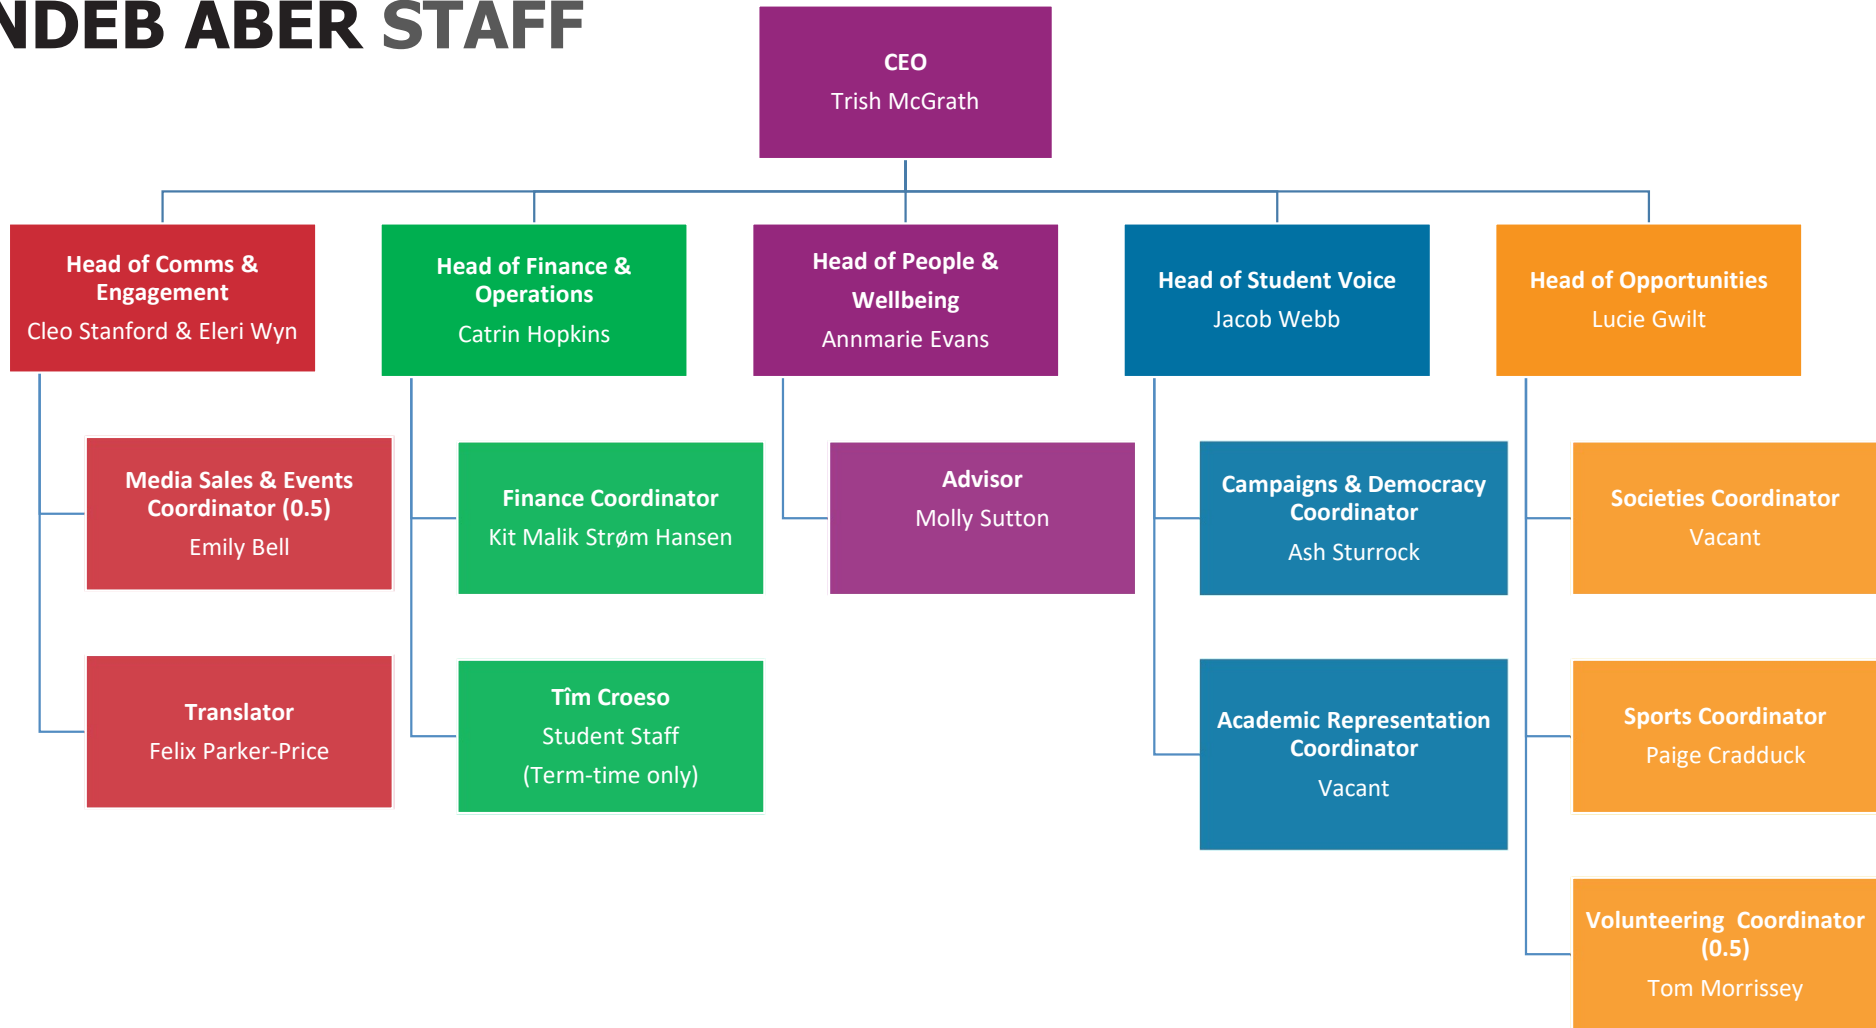 NDEB ABER STAFF
CEO
Trish McGrath
Head of Comms &
Engagement
Cleo Stanford & Eleri Wyn
Head of Finance &
Operations
Catrin Hopkins
Head of People &
Wellbeing
Annmarie Evans
Head of Student Voice
Jacob Webb
Head of Opportunities
Lucie Gwilt
Media Sales & Events
Coordinator (0.5)
Emily Bell
Finance Coordinator
Kit Malik Strøm Hansen
Advisor
Molly Sutton
Campaigns & Democracy
Coordinator
Ash Sturrock
Societies Coordinator
Vacant
Translator
Felix Parker-Price
Tîm Croeso
Student Staff
(Term-time only)
Academic Representation
Coordinator
Vacant
Sports Coordinator
Paige Cradduck
Volunteering Coordinator
(0.5)
Tom Morrissey